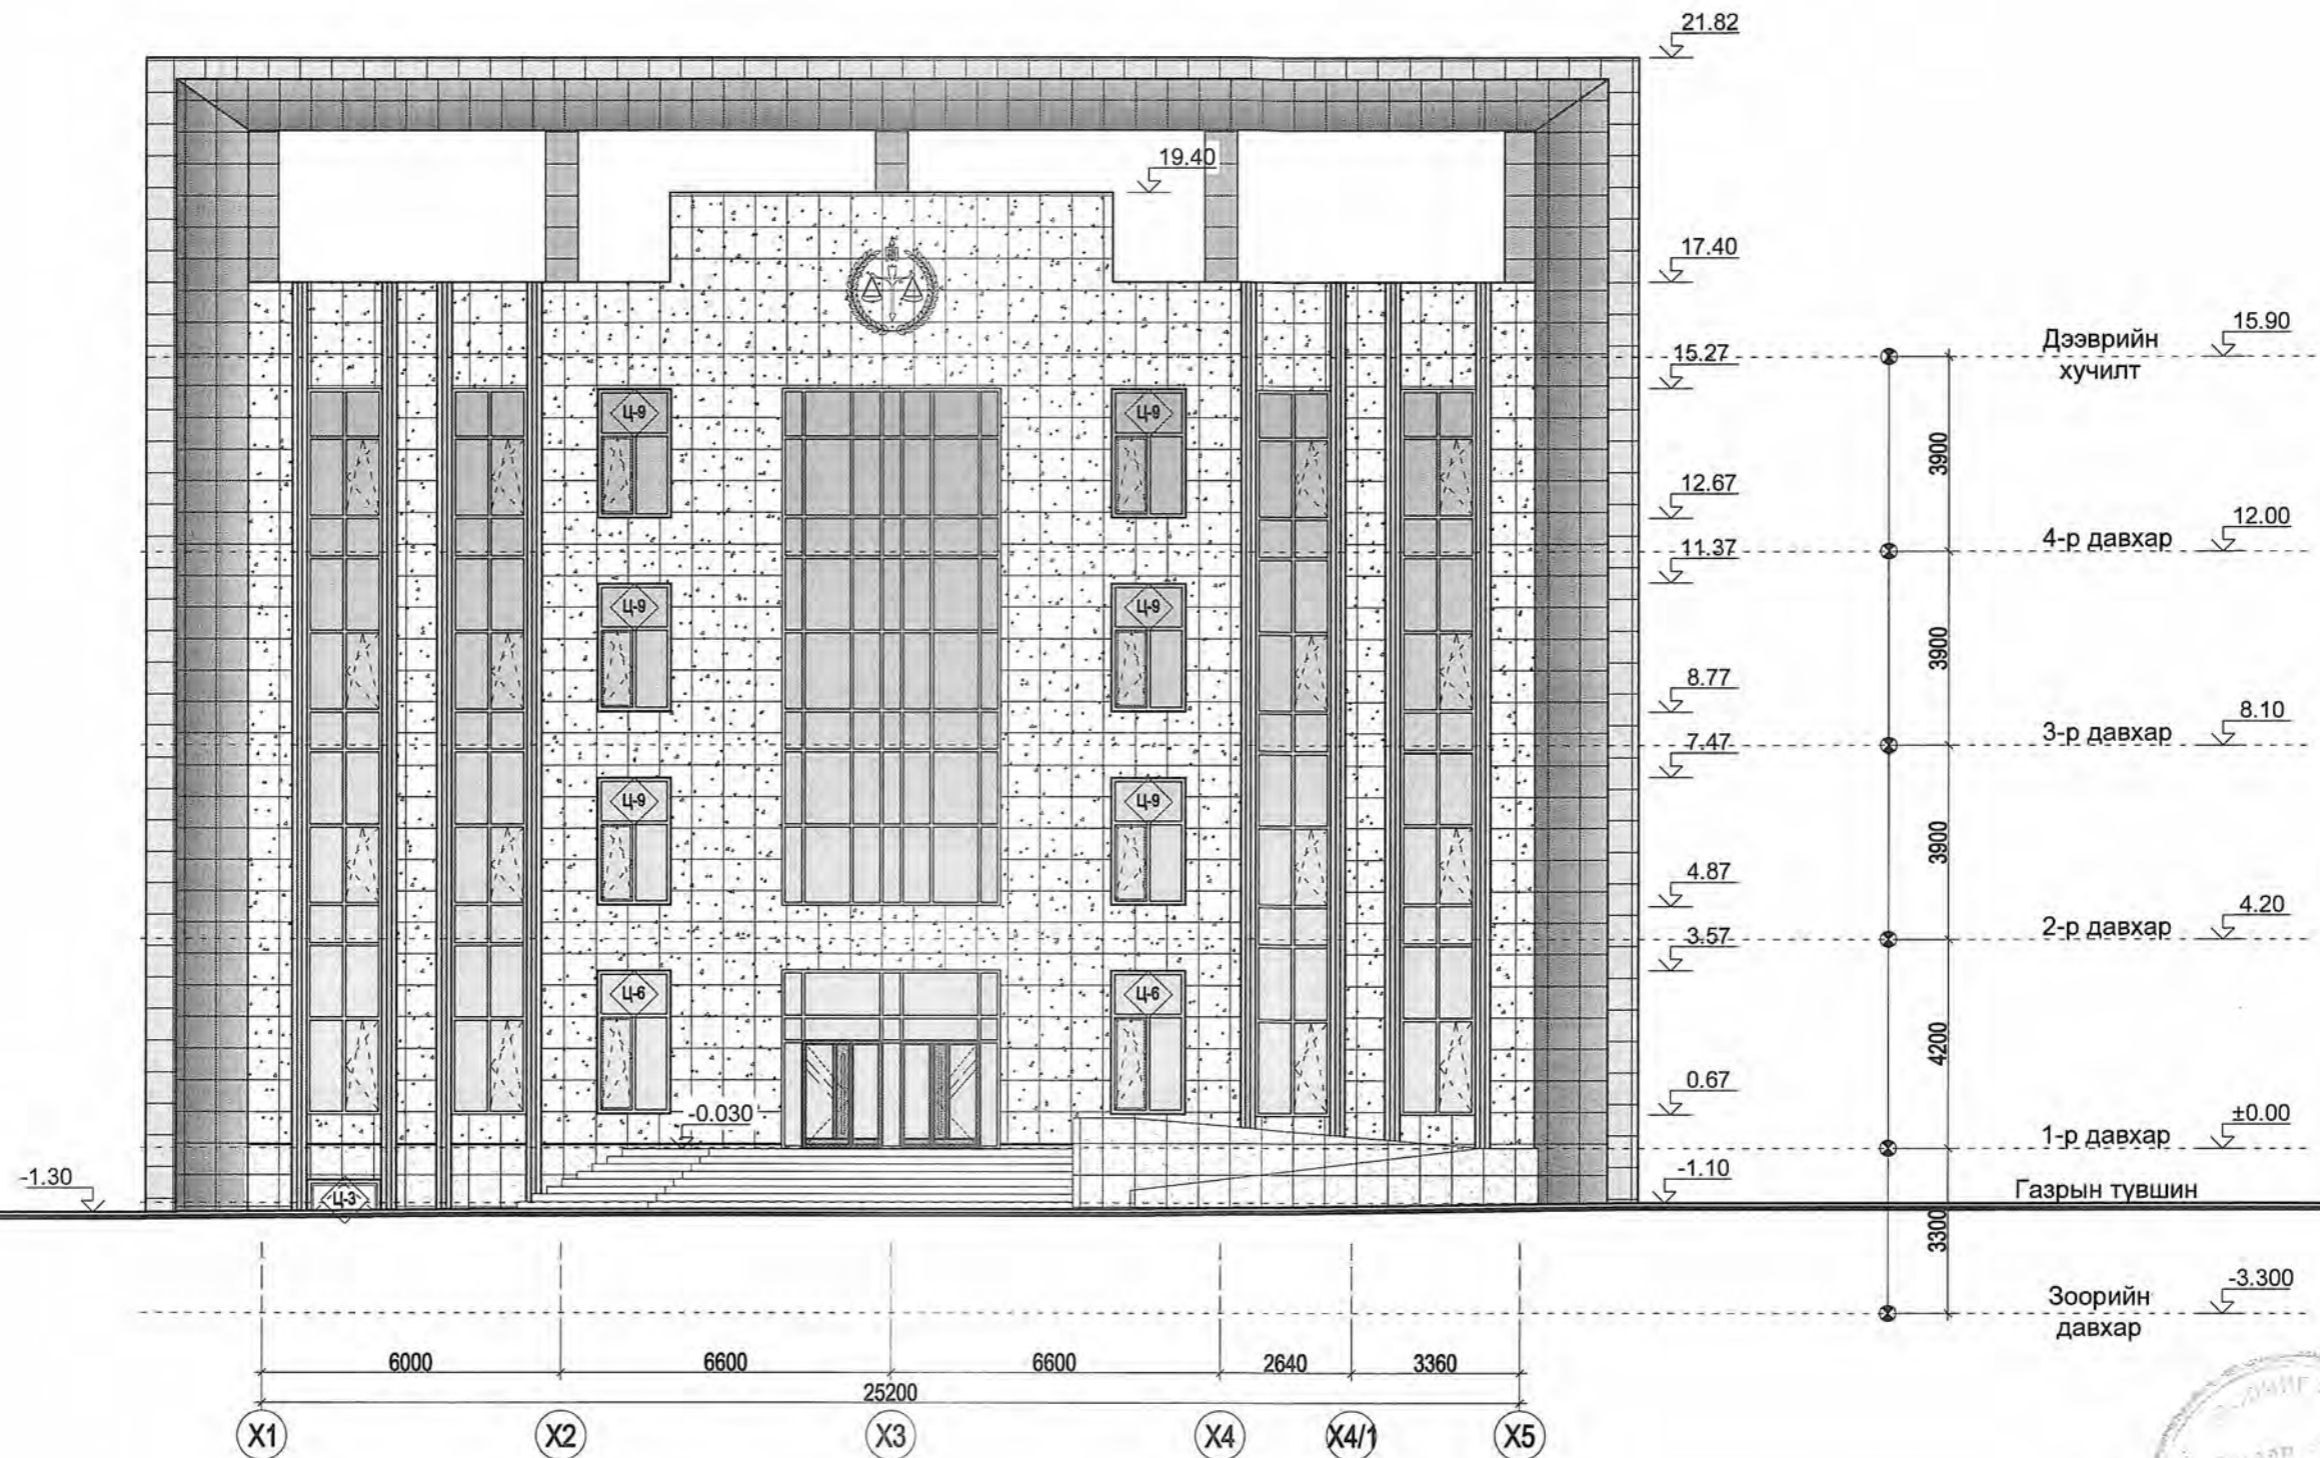 21.82
19.40
17.40
15.90
Дээврийн
хучилт
15.27
Ц-9
Ц-9
3900
12.67
12.00
4-р давхар
11.37
Ц-9
Ц-9
3900
8.77
8.10
3-р давхар
7.47
Ц-9
Ц-9
3900
4.87
4.20
2-р давхар
3.57
Ц-6
Ц-6
4200
0.67
-0.030
±0.00
1-р давхар
-1.30
-1.10
Ц-3
Газрын түвшин
3300
-3.300
Зоорийн
давхар
6000
6600
6600
2640
3360
25200
X1
X2
X3
X4
X4/1
X5